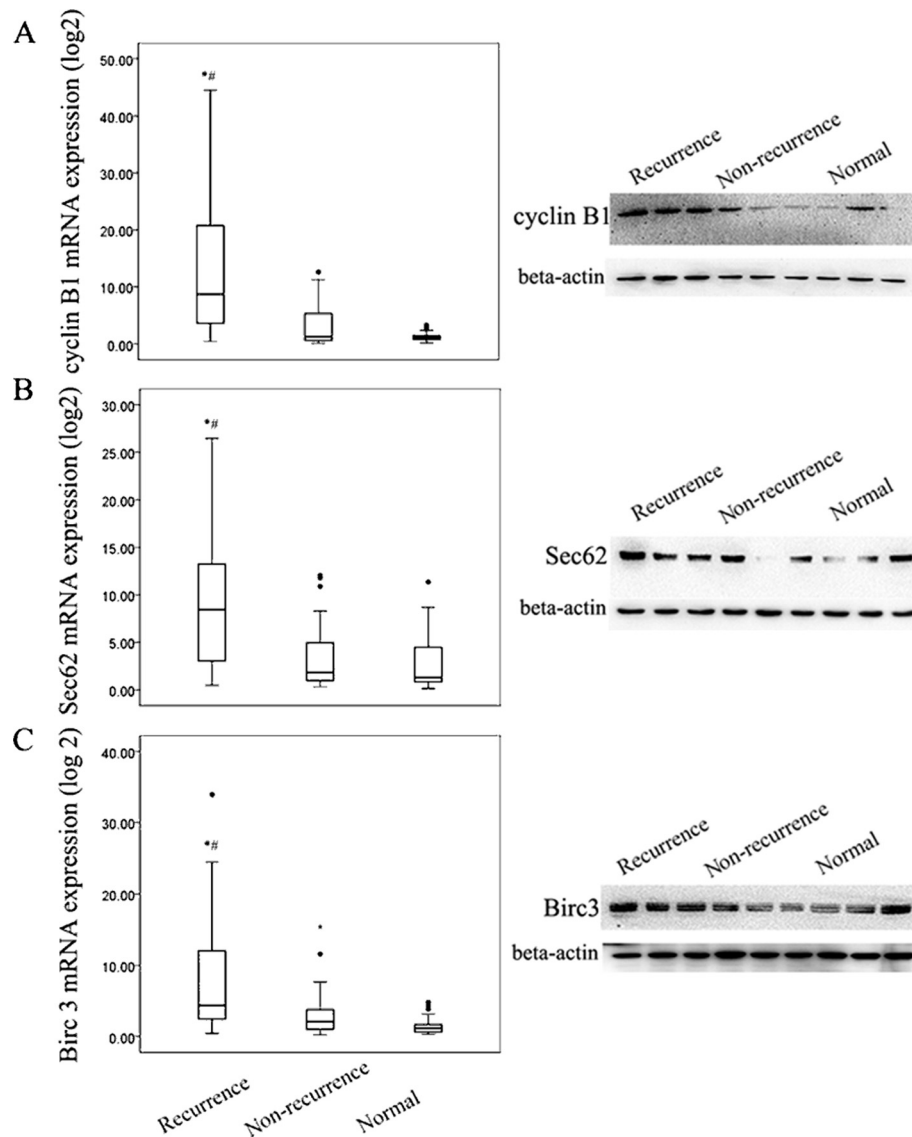 A
cyclin B1 mRNA expression (log2)
50.00
40.00
30.00
20.00
10.00
0.00
*#
Recurrence
Non-recurrence
Normal
cyclin B1
beta-actin
B
Sec62 mRNA expression (log2)
30.00
25.00
20.00
15.00
10.00
5.00
0.00
*#
Recurrence
Non-recurrence
Normal
Sec62
beta-actin
C
Birc 3 mRNA expression (log 2)
40.00
30.00
20.00
10.00
0.00
*#
Recurrence
Non-recurrence
Normal
Recurrence
Non-recurrence
Normal
Birc3
beta-actin